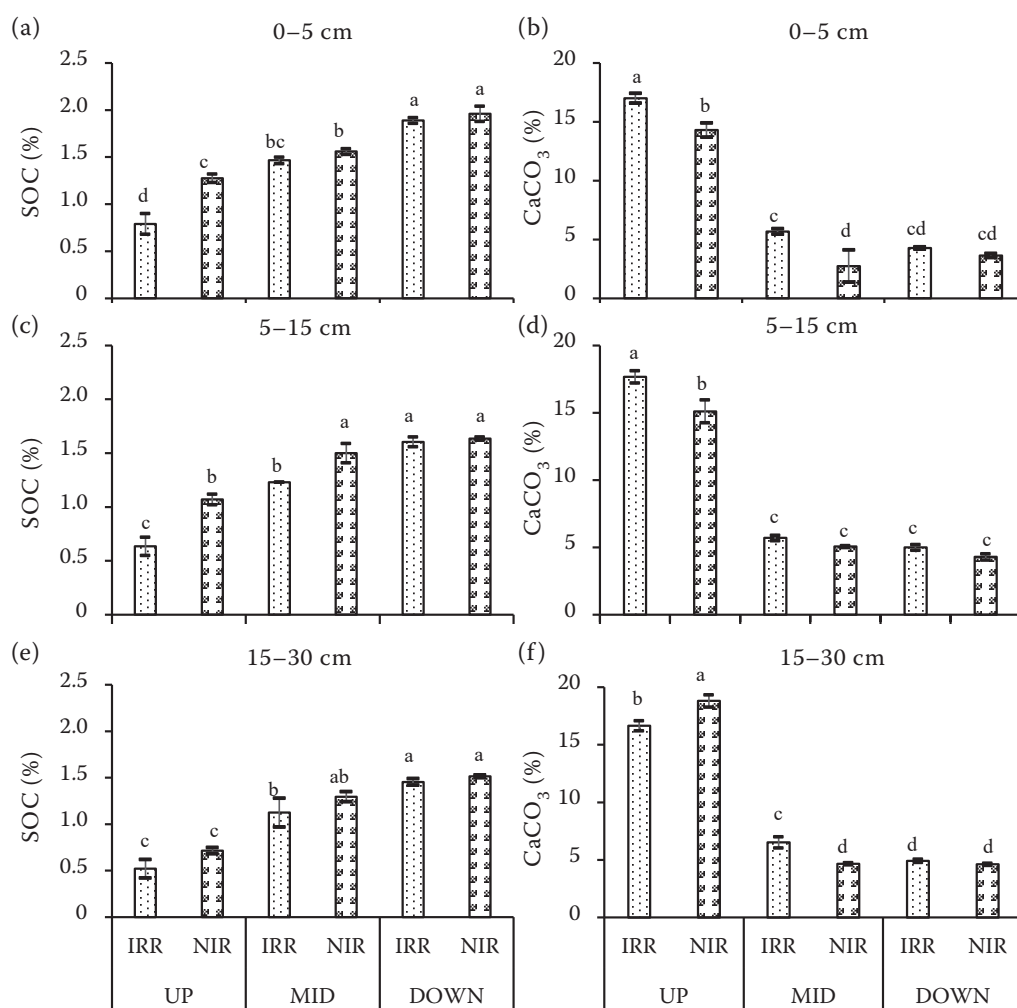 (a) 0–5 cm
SOC (%)
2.5
2.0
1.5
1.0
0.5
0
d c bc b a a
(b) 0–5 cm
CaCO₃ (%)
20
15
10
5
0
a b c d cd cd
(c) 5–15 cm
SOC (%)
2.5
2.0
1.5
1.0
0.5
0
c b b a a a
(d) 5–15 cm
CaCO₃ (%)
20
15
10
5
0
a b c c c c
(e) 15–30 cm
SOC (%)
2.5
2.0
1.5
1.0
0.5
0
c c b ab a a
IRR NIR IRR NIR IRR NIR
UP MID DOWN
(f) 15–30 cm
CaCO₃ (%)
20
15
10
5
0
b a c d d d
IRR NIR IRR NIR IRR NIR
UP MID DOWN